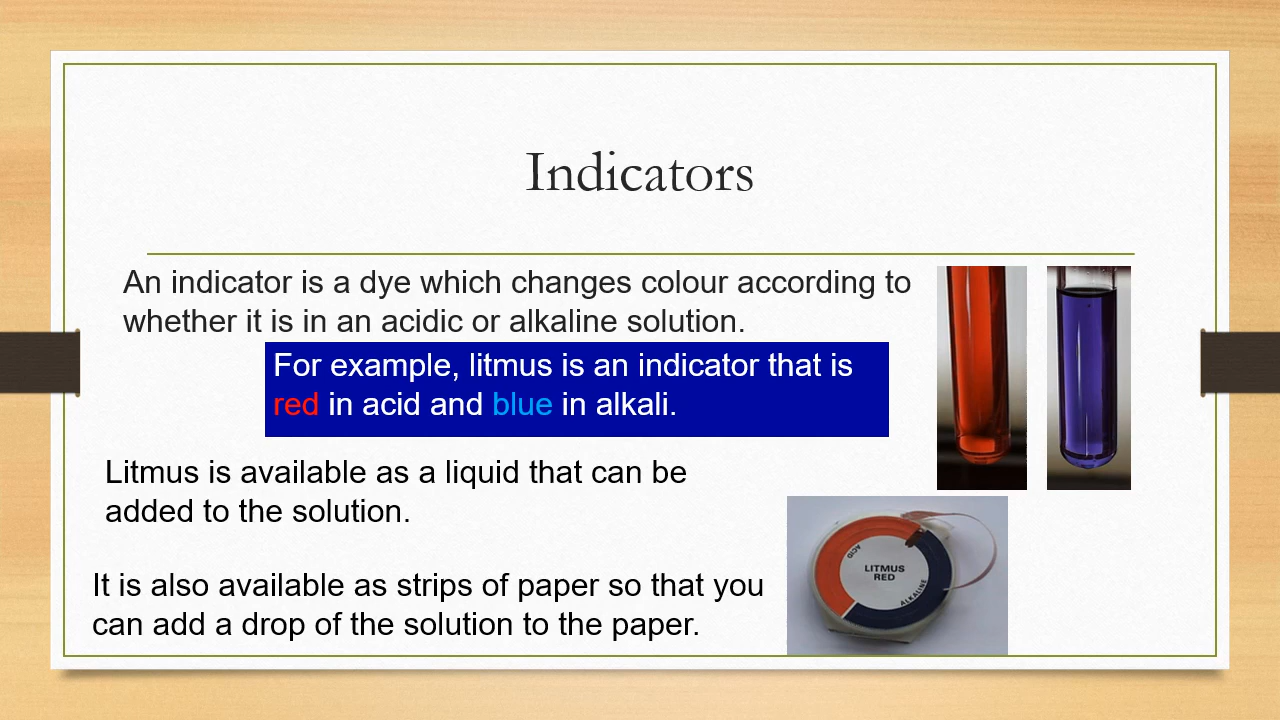 Indicators
An indicator is a dye which changes colour according to
whether it is in an acidic or alkaline solution.
For example, litmus is an indicator that is
red in acid and blue in alkali.
Litmus is available as a liquid that can be
added to the solution.
It is also available as strips of paper so that you
can add a drop of the solution to the paper.
ACID
LITMUS
RED
ALKALINE